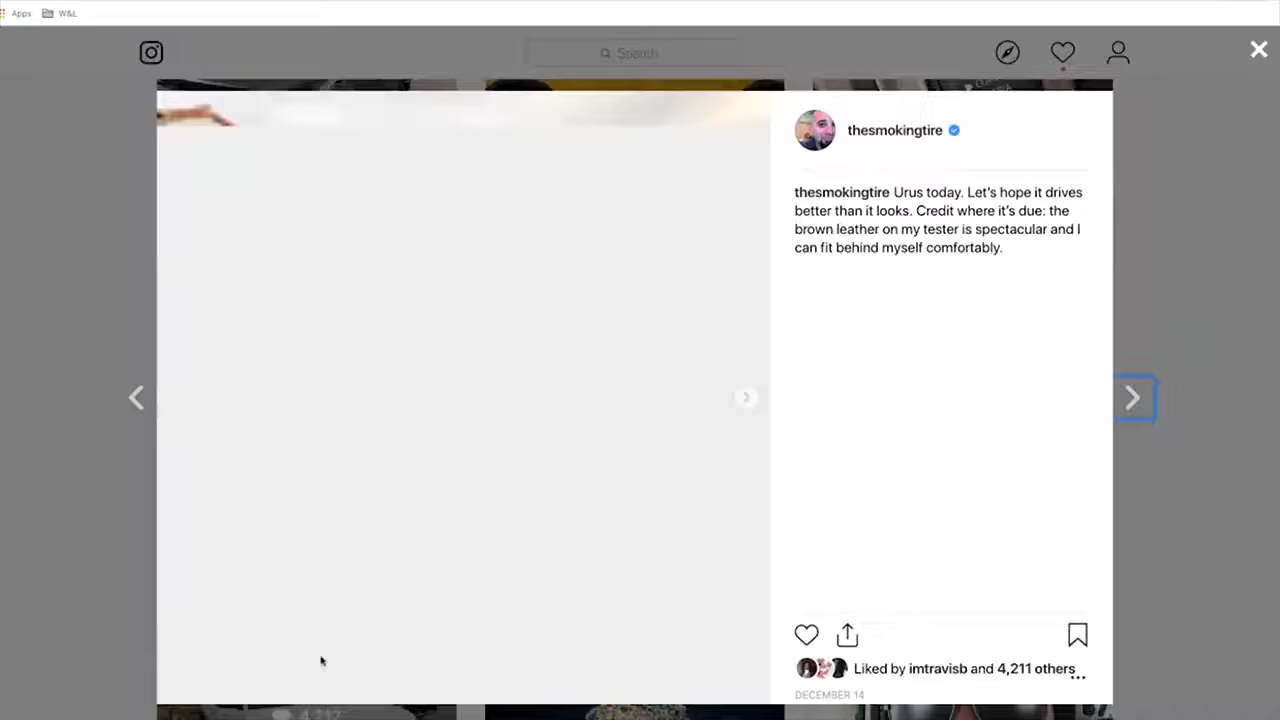 Apps W&L
Search
thesmokingtire
thesmokingtire Urus today. Let's hope it drives
better than it looks. Credit where it's due: the
brown leather on my tester is spectacular and I
can fit behind myself comfortably.
Liked by imtravisb and 4,211 others
DECEMBER 14